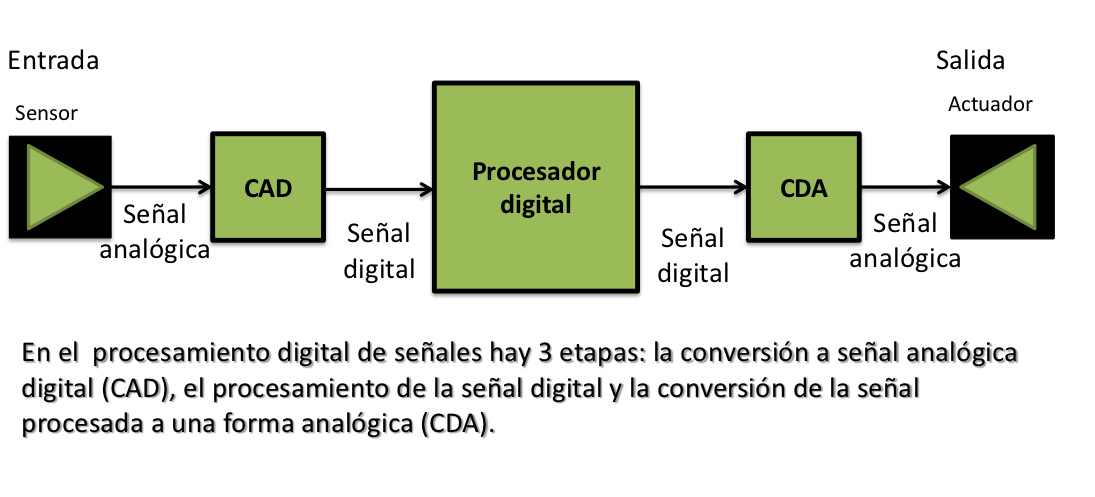 Entrada
Salida
Sensor
Actuador
CAD
Procesador
digital
CDA
Señal
analógica
Señal
digital
Señal
digital
Señal
analógica
En el procesamiento digital de señales hay 3 etapas: la conversión a señal analógica
digital (CAD), el procesamiento de la señal digital y la conversión de la señal
procesada a una forma analógica (CDA).